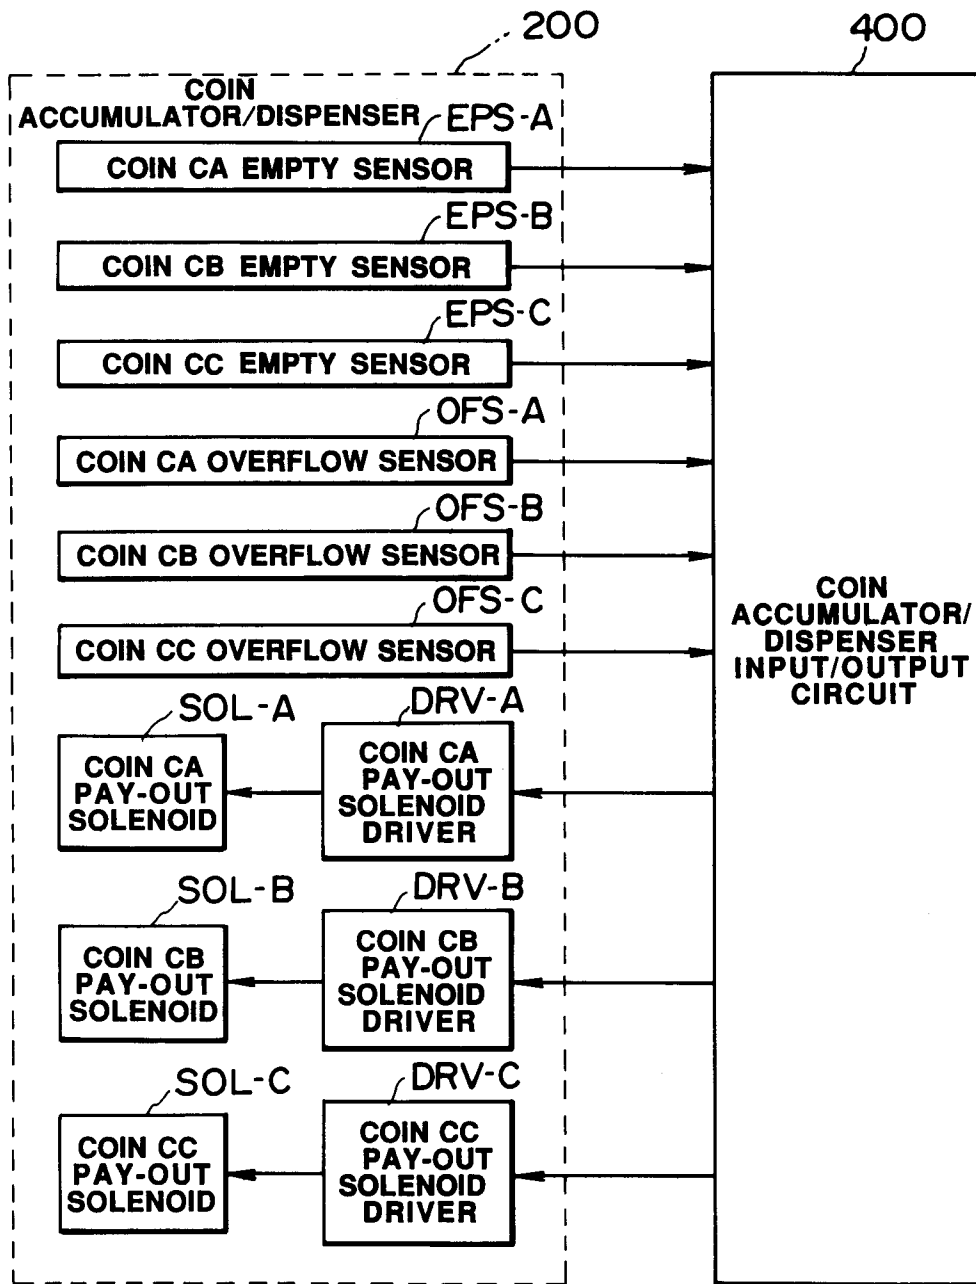 200
400
COIN
ACCUMULATOR/DISPENSER
EPS-A
COIN CA EMPTY SENSOR
EPS-B
COIN CB EMPTY SENSOR
EPS-C
COIN CC EMPTY SENSOR
OFS-A
COIN CA OVERFLOW SENSOR
OFS-B
COIN CB OVERFLOW SENSOR
OFS-C
COIN CC OVERFLOW SENSOR
COIN
ACCUMULATOR/
DISPENSER
INPUT/OUTPUT
CIRCUIT
SOL-A
COIN CA
PAY-OUT
SOLENOID
DRV-A
COIN CA
PAY-OUT
SOLENOID
DRIVER
SOL-B
COIN CB
PAY-OUT
SOLENOID
DRV-B
COIN CB
PAY-OUT
SOLENOID
DRIVER
SOL-C
COIN CC
PAY-OUT
SOLENOID
DRV-C
COIN CC
PAY-OUT
SOLENOID
DRIVER